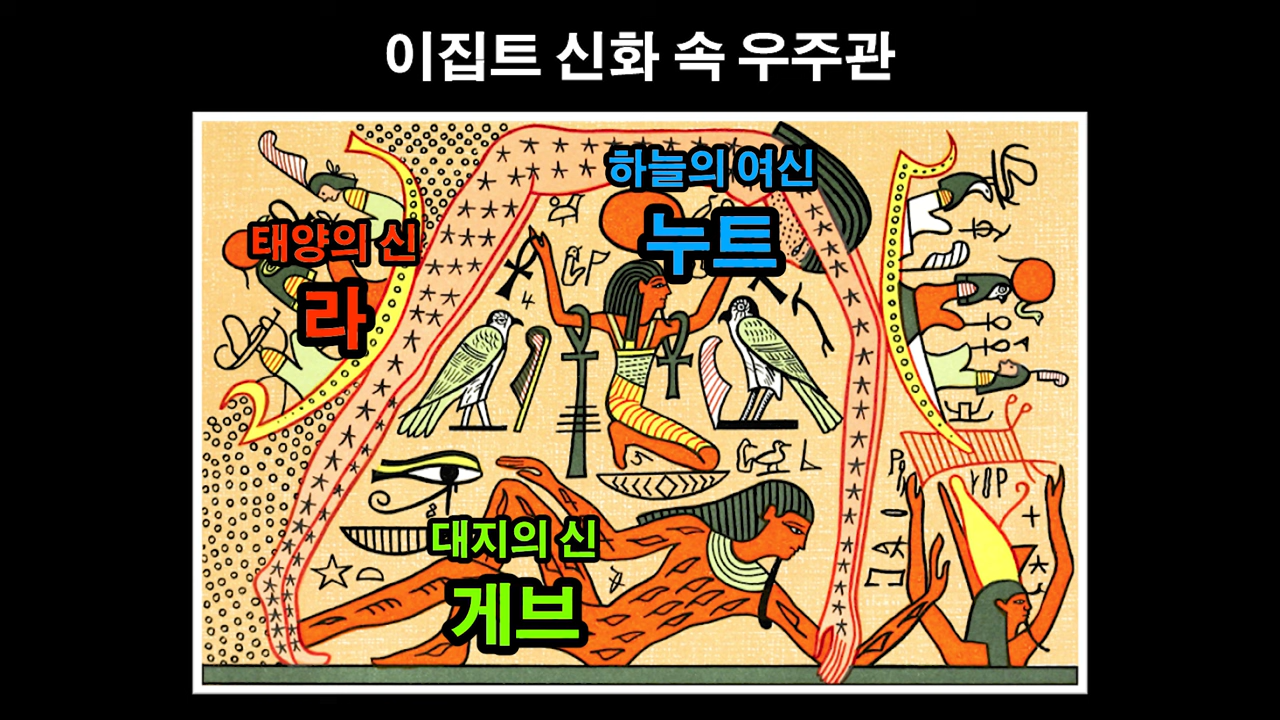 이집트 신화 속 우주관
하늘의 여신
누트
태양의 신
라
대지의 신
게브